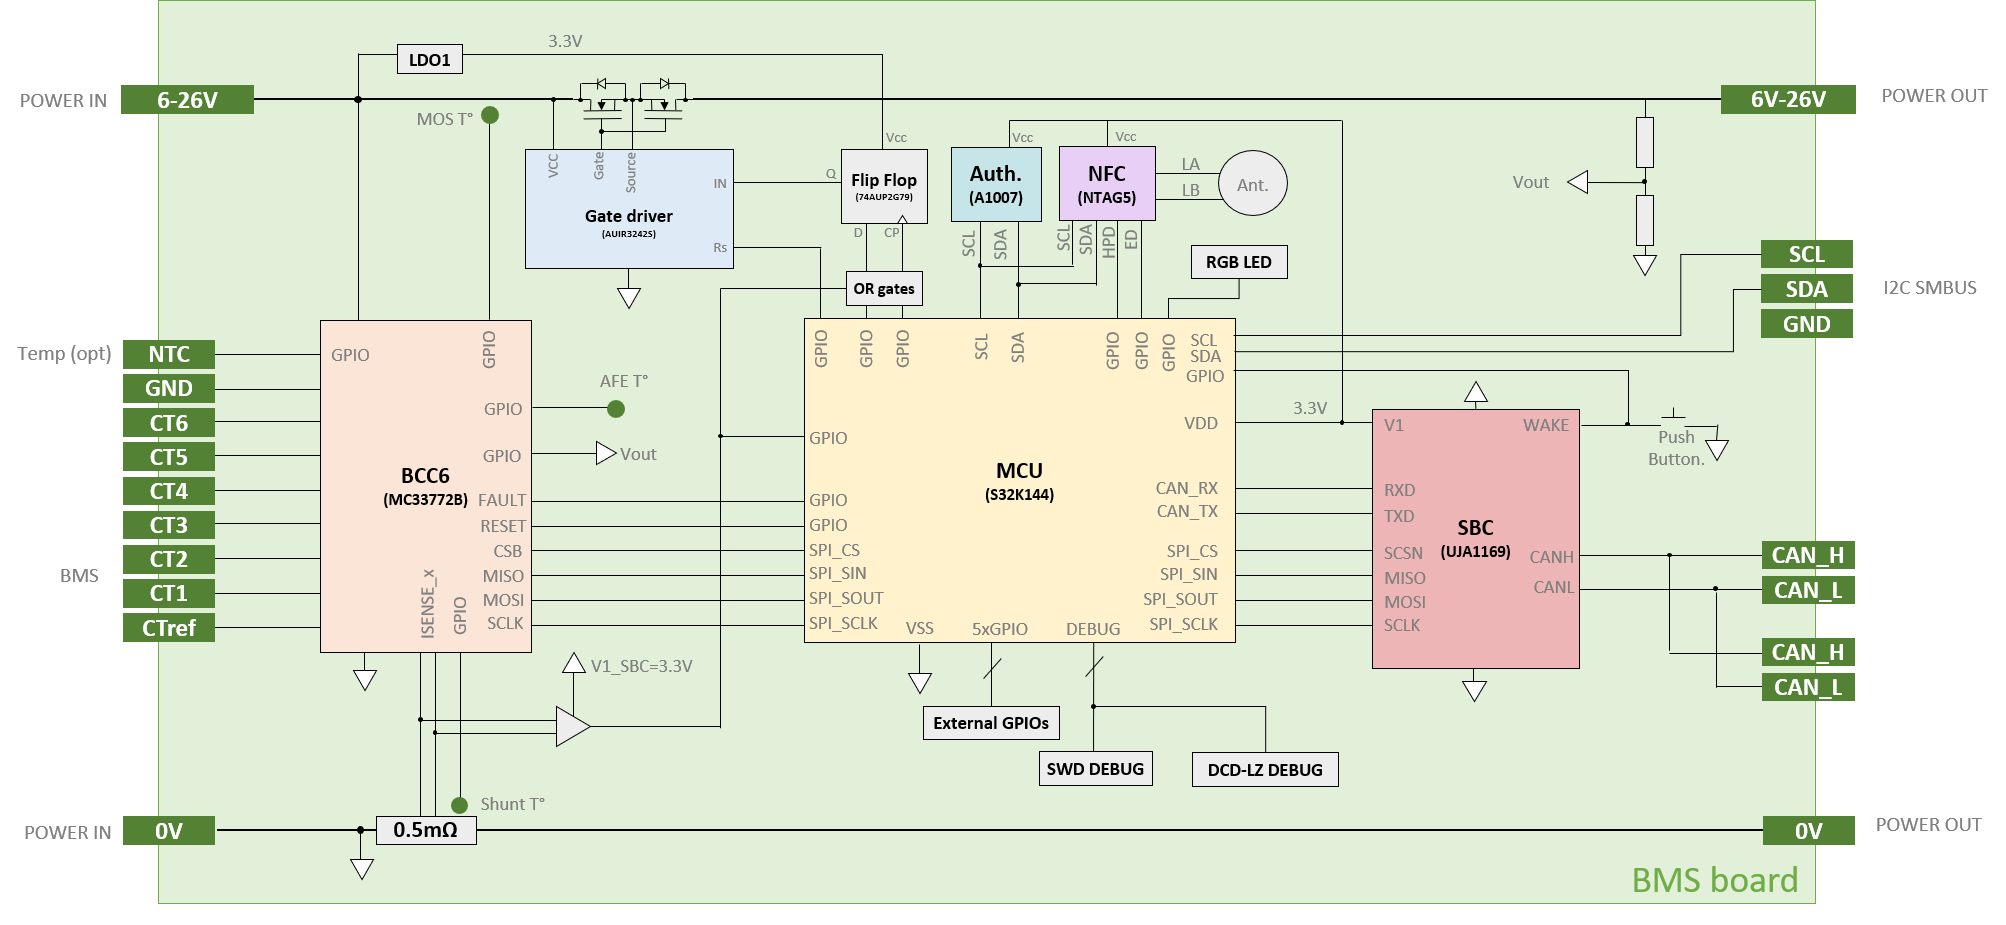 LDO1
3.3V
POWER IN
6-26V
MOS T°
6V-26V
POWER OUT
VCC
Gate
Source
IN
Gate driver
(AUIR3242S)
Rs
Vcc
Q
Flip Flop
(74AUP2G79)
D
CP
OR gates
Vcc
Auth.
(A1007)
SCL
SDA
Vcc
NFC
(NTAG5)
SCL
SDA
HPD
ED
LA
LB
Ant.
RGB LED
Vout
SCL
SDA
GND
I2C SMBUS
Temp (opt)
NTC
GND
CT6
CT5
CT4
CT3
CT2
CT1
CTref
BMS
GPIO
GPIO
GPIO
AFE T°
GPIO
Vout
BCC6
(MC33772B)
FAULT
RESET
CSB
MISO
MOSI
SCLK
ISENSE_x
GPIO
GPIO
GPIO
GPIO
SCL
SDA
GPIO
GPIO
GPIO
SCL
SDA
GPIO
GPIO
VDD
3.3V
MCU
(S32K144)
GPIO
GPIO
SPI_CS
SPI_SIN
SPI_SOUT
SPI_SCLK
CAN_RX
CAN_TX
SPI_CS
SPI_SIN
SPI_SOUT
SPI_SCLK
VSS
5xGPIO
DEBUG
V1
WAKE
Push
Button.
RXD
TXD
SBC
(UJA1169)
SCSN
MISO
MOSI
SCLK
CANH
CANL
CAN_H
CAN_L
CAN_H
CAN_L
V1_SBC=3.3V
External GPIOs
SWD DEBUG
DCD-LZ DEBUG
Shunt T°
POWER IN
0V
0.5mΩ
0V
POWER OUT
BMS board